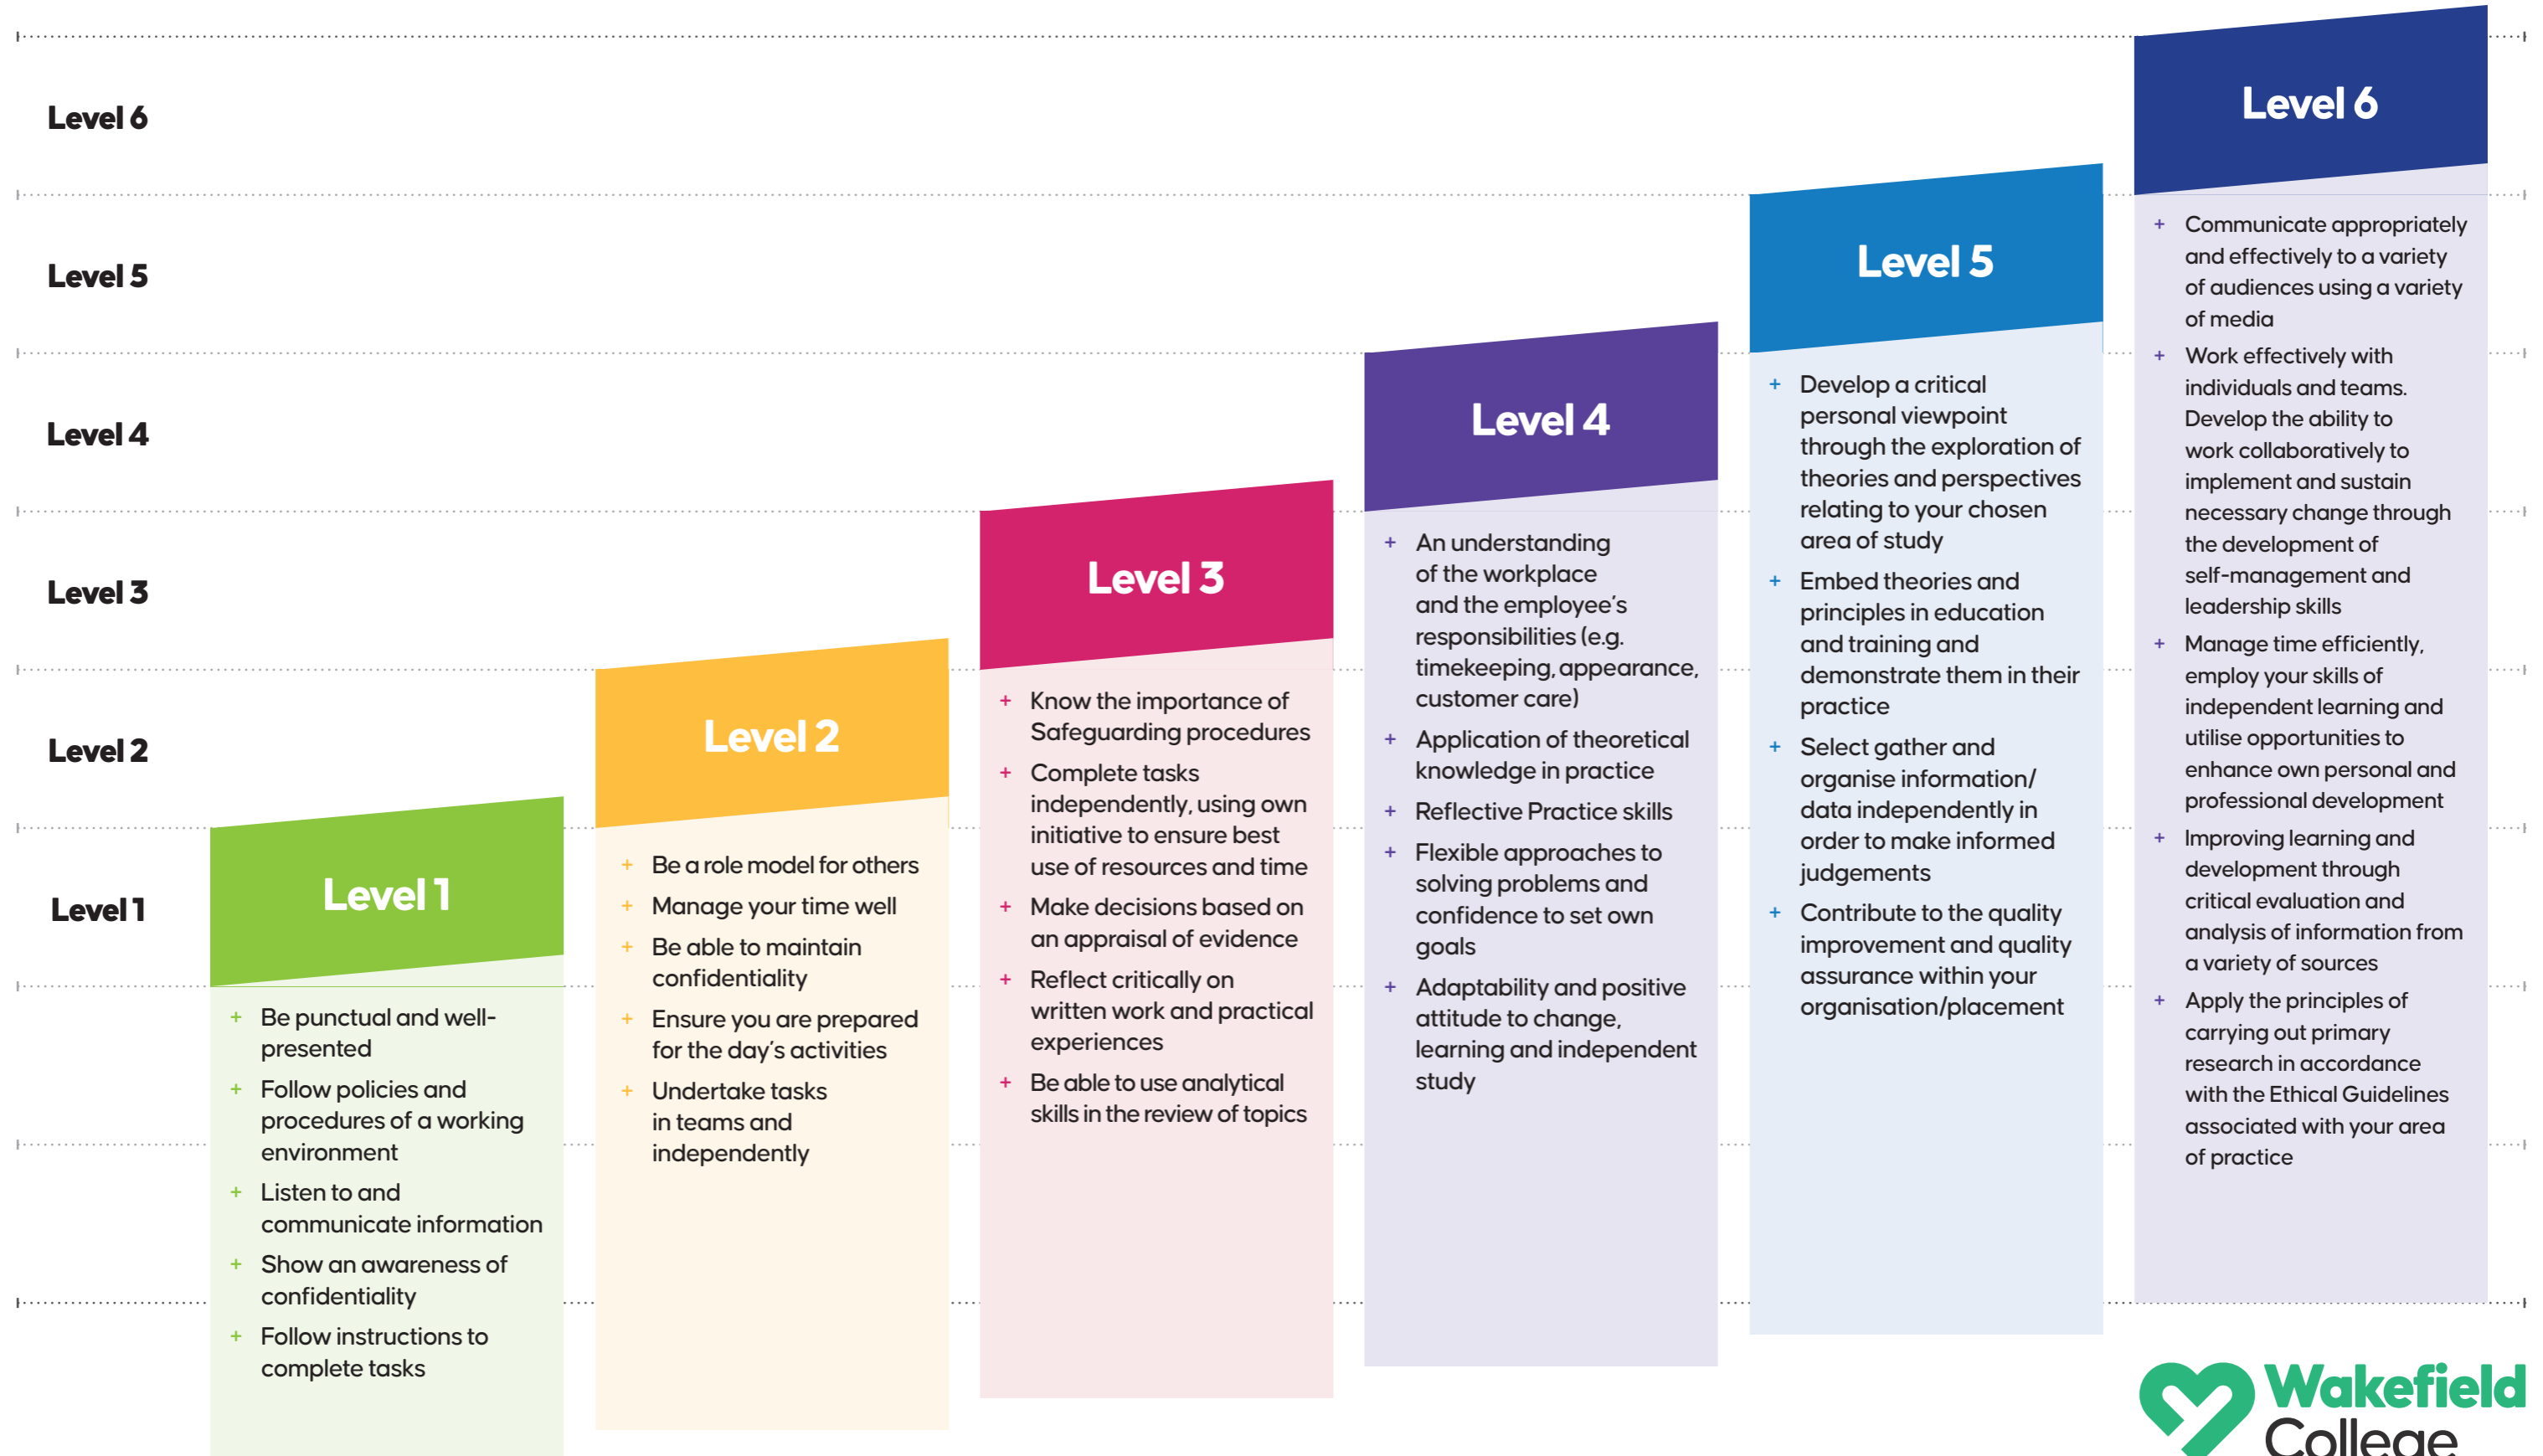 Level 6
Level 5
Level 4
Level 3
Level 2
Level 1
Level 1
+ Be punctual and well-
presented
+ Follow policies and
procedures of a working
environment
+ Listen to and
communicate information
+ Show an awareness of
confidentiality
+ Follow instructions to
complete tasks
Level 2
+ Be a role model for others
+ Manage your time well
+ Be able to maintain
confidentiality
+ Ensure you are prepared
for the day's activities
+ Undertake tasks
in teams and
independently
Level 3
+ Know the importance of
Safeguarding procedures
+ Complete tasks
independently, using own
initiative to ensure best
use of resources and time
+ Make decisions based on
an appraisal of evidence
+ Reflect critically on
written work and practical
experiences
+ Be able to use analytical
skills in the review of topics
Level 4
+ An understanding
of the workplace
and the employee's
responsibilities (e.g.
timekeeping, appearance,
customer care)
+ Application of theoretical
knowledge in practice
+ Reflective Practice skills
+ Flexible approaches to
solving problems and
confidence to set own
goals
+ Adaptability and positive
attitude to change,
learning and independent
study
Level 5
+ Develop a critical
personal viewpoint
through the exploration of
theories and perspectives
relating to your chosen
area of study
+ Embed theories and
principles in education
and training and
demonstrate them in their
practice
+ Select gather and
organise information/
data independently in
order to make informed
judgements
+ Contribute to the quality
improvement and quality
assurance within your
organisation/placement
Level 6
+ Communicate appropriately
and effectively to a variety
of audiences using a variety
of media
+ Work effectively with
individuals and teams.
Develop the ability to
work collaboratively to
implement and sustain
necessary change through
the development of
self-management and
leadership skills
+ Manage time efficiently,
employ your skills of
independent learning and
utilise opportunities to
enhance own personal and
professional development
+ Improving learning and
development through
critical evaluation and
analysis of information from
a variety of sources
+ Apply the principles of
carrying out primary
research in accordance
with the Ethical Guidelines
associated with your area
of practice
Wakefield
College